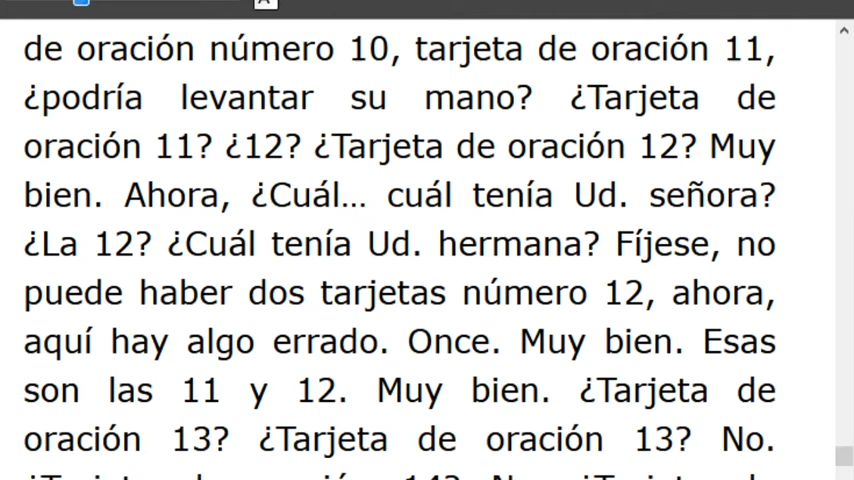 de oración número 10, tarjeta de oración 11,
¿podría levantar su mano? ¿Tarjeta de
oración 11? ¿12? ¿Tarjeta de oración 12? Muy
bien. Ahora, ¿Cuál... cuál tenía Ud. señora?
¿La 12? ¿Cuál tenía Ud. hermana? Fíjese, no
puede haber dos tarjetas número 12, ahora,
aquí hay algo errado. Once. Muy bien. Esas
son las 11 y 12. Muy bien. ¿Tarjeta de
oración 13? ¿Tarjeta de oración 13? No.